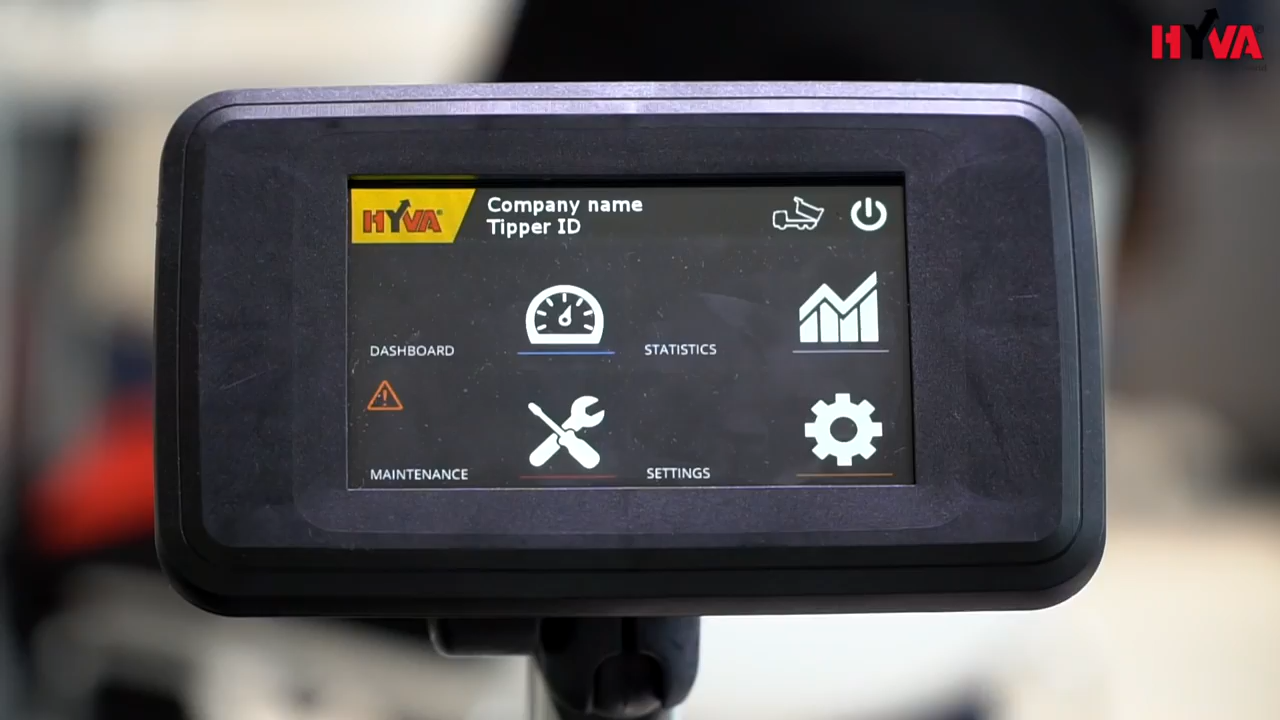 HYVA
HYVA
Company name
Tipper ID
DASHBOARD
STATISTICS
MAINTENANCE
SETTINGS